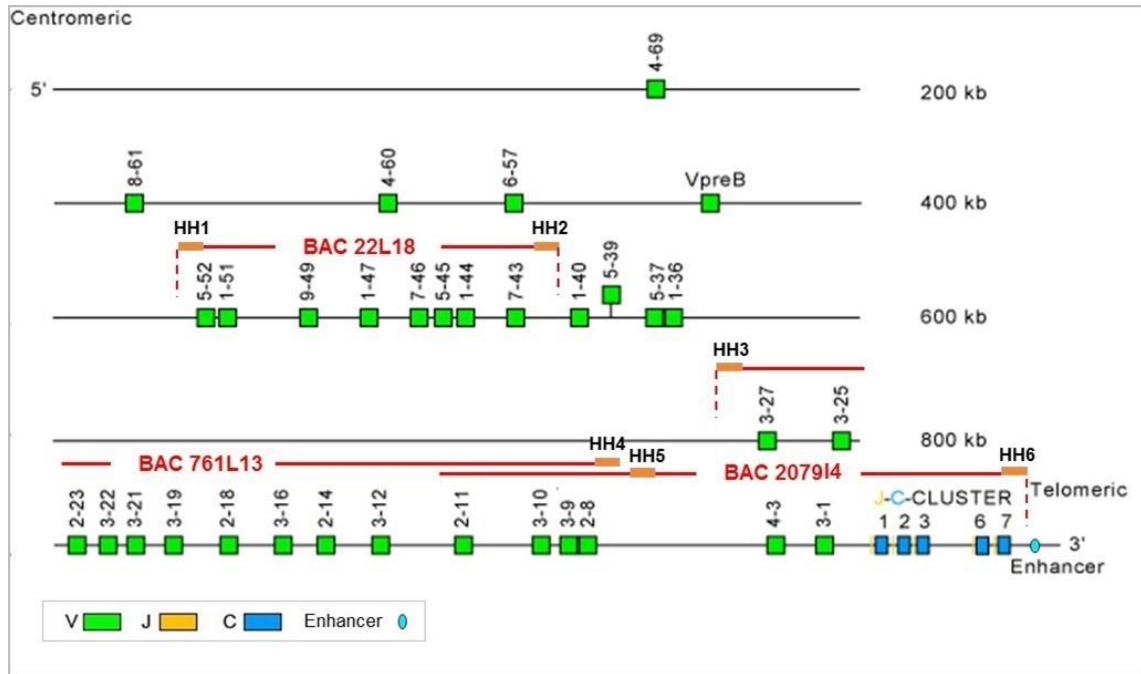 Centromeric
4-69
5'
200 kb
8-61
4-60
6-57
VpreB
400 kb
HH1
BAC 22L18
HH2
5-52
1-51
9-49
1-47
7-46
5-45
1-44
7-43
1-40
5-39
5-37
1-36
600 kb
HH3
3-27
3-25
800 kb
BAC 761L13
HH4
HH5
BAC 2079I4
HH6
2-23
3-22
3-21
3-19
2-18
3-16
2-14
3-12
2-11
3-10
3-9
2-8
4-3
3-1
J-C-CLUSTER
Telomeric
1 2 3 6 7
3'
Enhancer
V J C Enhancer